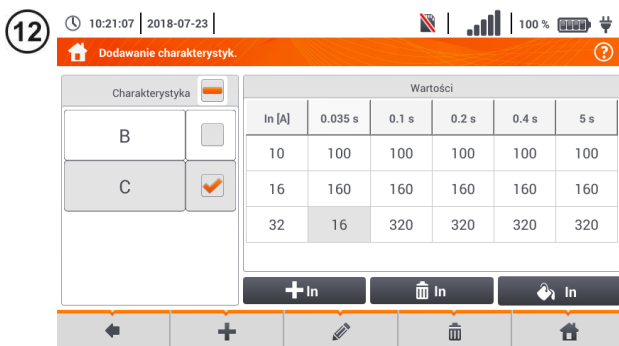 12
10:21:07 2018-07-23 100 %
Dodawanie charakterystyk. ?
Charakterystyka Wartości
In [A] 0.035 s 0.1 s 0.2 s 0.4 s 5 s
B
10 100 100 100 100 100
C
16 160 160 160 160 160
32 16 320 320 320 320
In In In